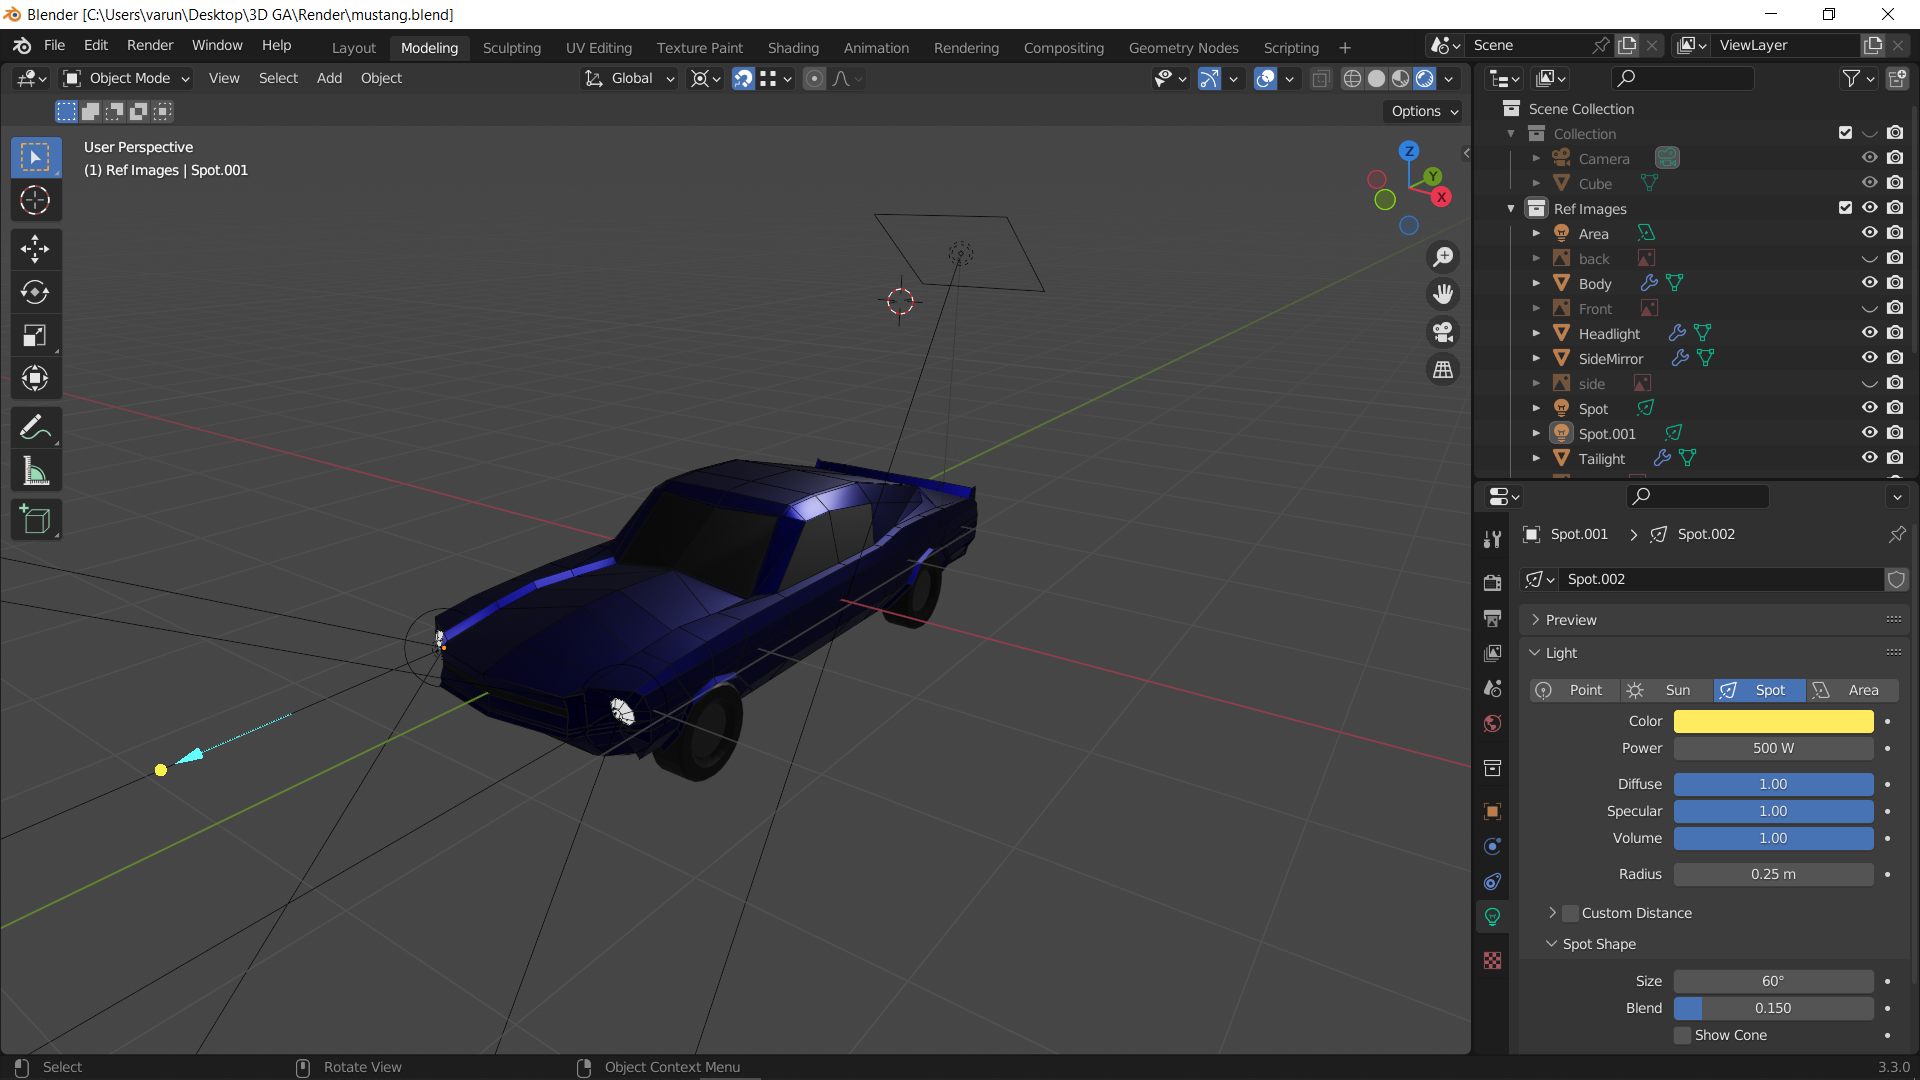 Blender [C:\Users\varun\Desktop\3D GA\Render\mustang.blend]
File Edit Render Window Help Layout Modeling Sculpting UV Editing Texture Paint Shading Animation Rendering Compositing Geometry Nodes Scripting Scene ViewLayer
Object Mode View Select Add Object Global
Options
User Perspective
(1) Ref Images | Spot.001
Z
Y
X
Scene Collection
Collection
Camera
Cube
Ref Images
Area
back
Body
Front
Headlight
SideMirror
side
Spot
Spot.001
Tailight
Spot.001 Spot.002
Spot.002
Preview
Light
Point Sun Spot Area
Color
Power 500 W
Diffuse 1.00
Specular 1.00
Volume 1.00
Radius 0.25 m
Custom Distance
Spot Shape
Size 60°
Blend 0.150
Show Cone
Select Rotate View Object Context Menu 3.3.0